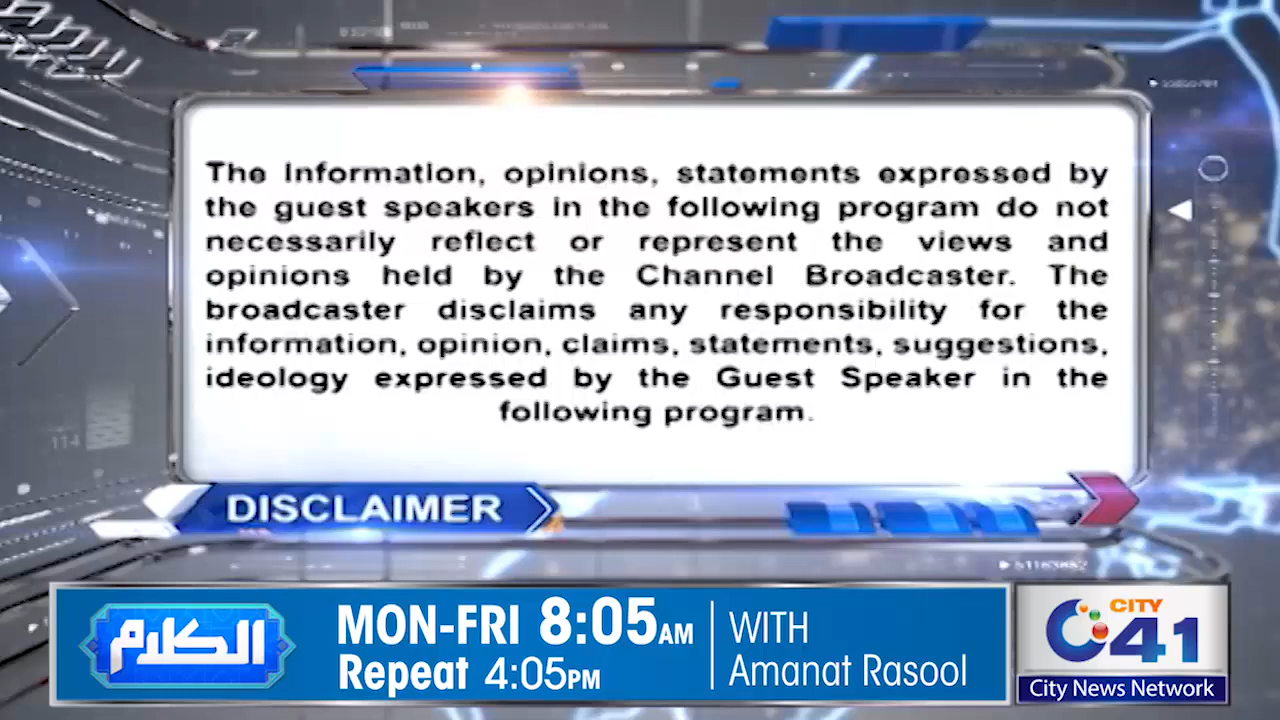 The Information, opinions, statements expressed by
the guest speakers in the following program do not
necessarily reflect or represent the views and
opinions held by the Channel Broadcaster. The
broadcaster disclaims any responsibility for the
information, opinion, claims, statements, suggestions,
ideology expressed by the Guest Speaker in the
following program.
DISCLAIMER
114
الکلام
MON-FRI 8:05AM
Repeat 4:05PM
WITH
Amanat Rasool
CITY
41
City News Network